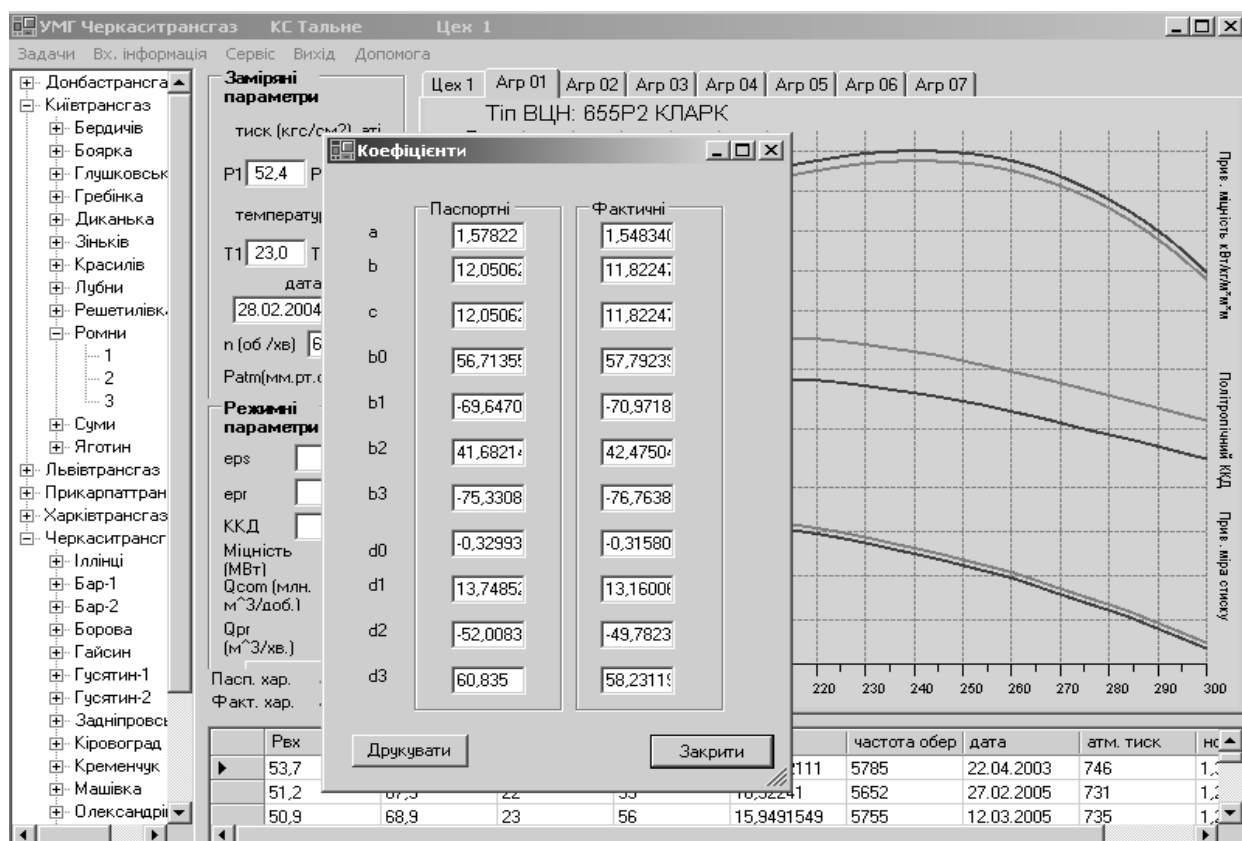 УМГ Черкаситрансгаз КС Тальне Цех 1
Задачи Вх. інформація Сервіс Вихід Допомога
Донбастрансга
Київтрансгаз
Бердичів
Боярка
Глушковськ
Гребінка
Диканька
Зіньків
Красилів
Лубни
Решетилівк
Ромни
1
2
3
Суми
Яготин
Львівтрансгаз
Прикарпаттран
Харківтрансгаз
Черкаситрансг
Іллінці
Бар-1
Бар-2
Борова
Гайсин
Гусятин-1
Гусятин-2
Задніпровсь
Кіровоград
Кременчук
Машівка
Олександрі
Заміряні
параметри
тиск (кгс/см2), аті
P1 52,4 P
температур
T1 23,0 T
дата
28.02.2004
n (об /хв) 6
Patm(мм.рт.с
Режимні
параметри
eps
epr
ККД
Міцність
(МВт)
Qcom (млн.
м^3/доб.)
Qpr
(м^3/хв.)
Пасп. хар.
Факт. хар.
Цех 1 Агр 01 Агр 02 Агр 03 Агр 04 Агр 05 Агр 06 Агр 07
Тіп ВЦН: 655P2 КЛАРК
Коефіцієнти
Паспортні Фактичні
a 1,57822 1,548340
b 12,05062 11,82247
c 12,05062 11,82247
b0 56,71355 57,79239
b1 -69,6470 -70,9718
b2 41,68214 42,47504
b3 -75,3308 -76,7638
d0 -0,32993 -0,31580
d1 13,74852 13,16006
d2 -52,0083 -49,7823
d3 60,835 58,23119
Друкувати Закрити
Прив . міцність кВт/кг/м*м*м
Політропічний ККД
Прив . міра стиску
220 230 240 250 260 270 280 290 300
Рвх частота обер дата атм. тиск
53,7 2111 5785 22.04.2003 746
51,2 67,5 22 55 16,52241 5652 27.02.2005 731
50,9 68,9 23 56 15,9491549 5755 12.03.2005 735